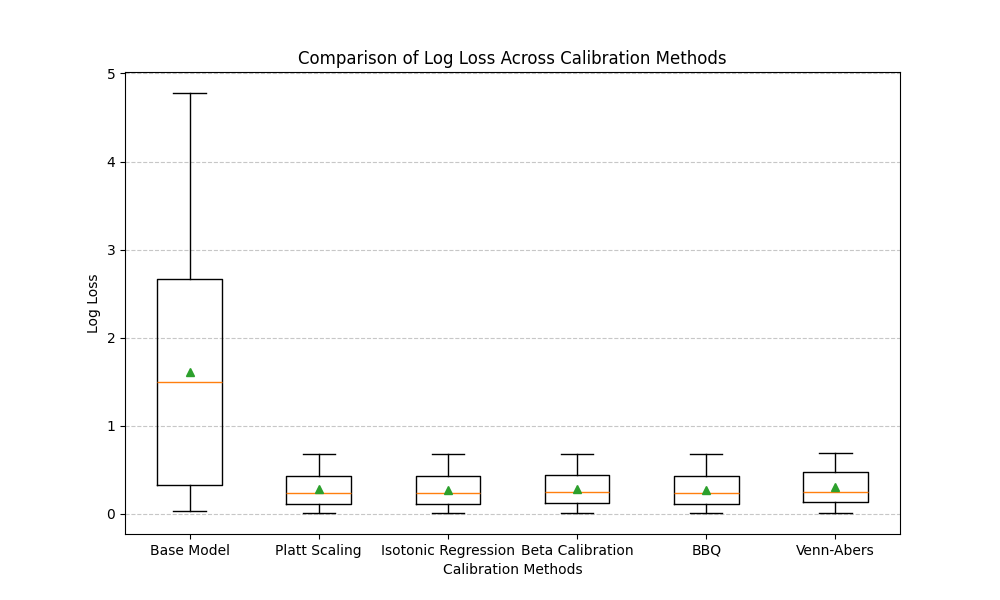 Comparison of Log Loss Across Calibration Methods
5
4
3
2
1
0
Log Loss
Base Model
Platt Scaling
Isotonic Regression
Beta Calibration
BBQ
Venn-Abers
Calibration Methods